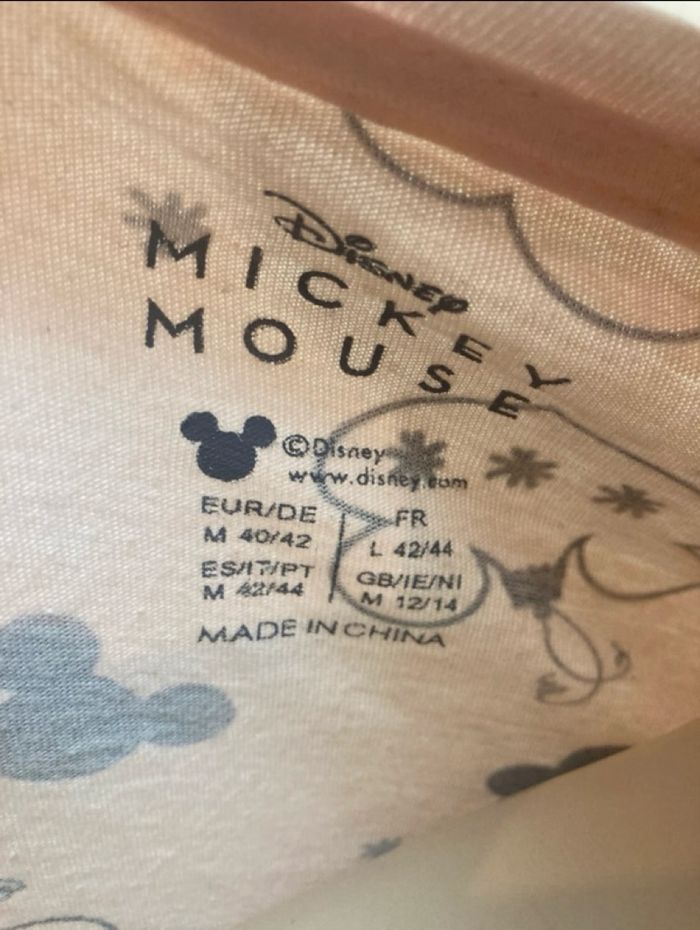 Disney
MICKEY
MOUSE
©Disney
www.disney.com
EUR/DE
M 40/42
ES/IT/PT
M 42/44
FR
L 42/44
GB/IE/NI
M 12/14
MADE IN CHINA